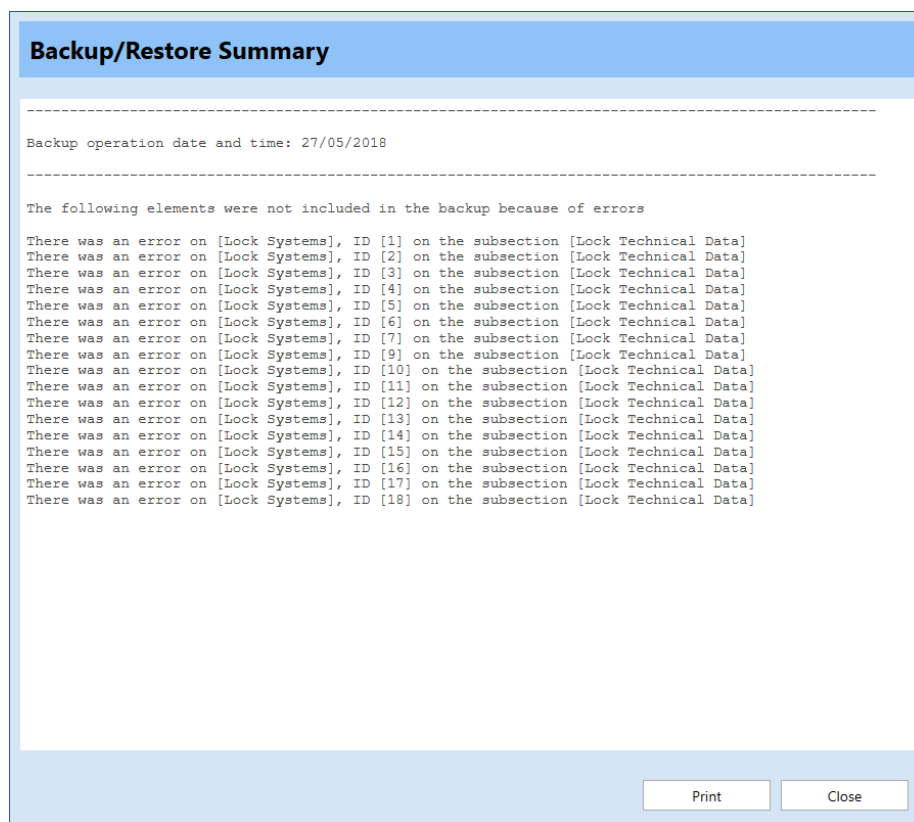 Backup/Restore Summary
---------------------------------------------------------------------------------------------------
Backup operation date and time: 27/05/2018
---------------------------------------------------------------------------------------------------
The following elements were not included in the backup because of errors
There was an error on [Lock Systems], ID [1] on the subsection [Lock Technical Data]
There was an error on [Lock Systems], ID [2] on the subsection [Lock Technical Data]
There was an error on [Lock Systems], ID [3] on the subsection [Lock Technical Data]
There was an error on [Lock Systems], ID [4] on the subsection [Lock Technical Data]
There was an error on [Lock Systems], ID [5] on the subsection [Lock Technical Data]
There was an error on [Lock Systems], ID [6] on the subsection [Lock Technical Data]
There was an error on [Lock Systems], ID [7] on the subsection [Lock Technical Data]
There was an error on [Lock Systems], ID [9] on the subsection [Lock Technical Data]
There was an error on [Lock Systems], ID [10] on the subsection [Lock Technical Data]
There was an error on [Lock Systems], ID [11] on the subsection [Lock Technical Data]
There was an error on [Lock Systems], ID [12] on the subsection [Lock Technical Data]
There was an error on [Lock Systems], ID [13] on the subsection [Lock Technical Data]
There was an error on [Lock Systems], ID [14] on the subsection [Lock Technical Data]
There was an error on [Lock Systems], ID [15] on the subsection [Lock Technical Data]
There was an error on [Lock Systems], ID [16] on the subsection [Lock Technical Data]
There was an error on [Lock Systems], ID [17] on the subsection [Lock Technical Data]
There was an error on [Lock Systems], ID [18] on the subsection [Lock Technical Data]
Print Close